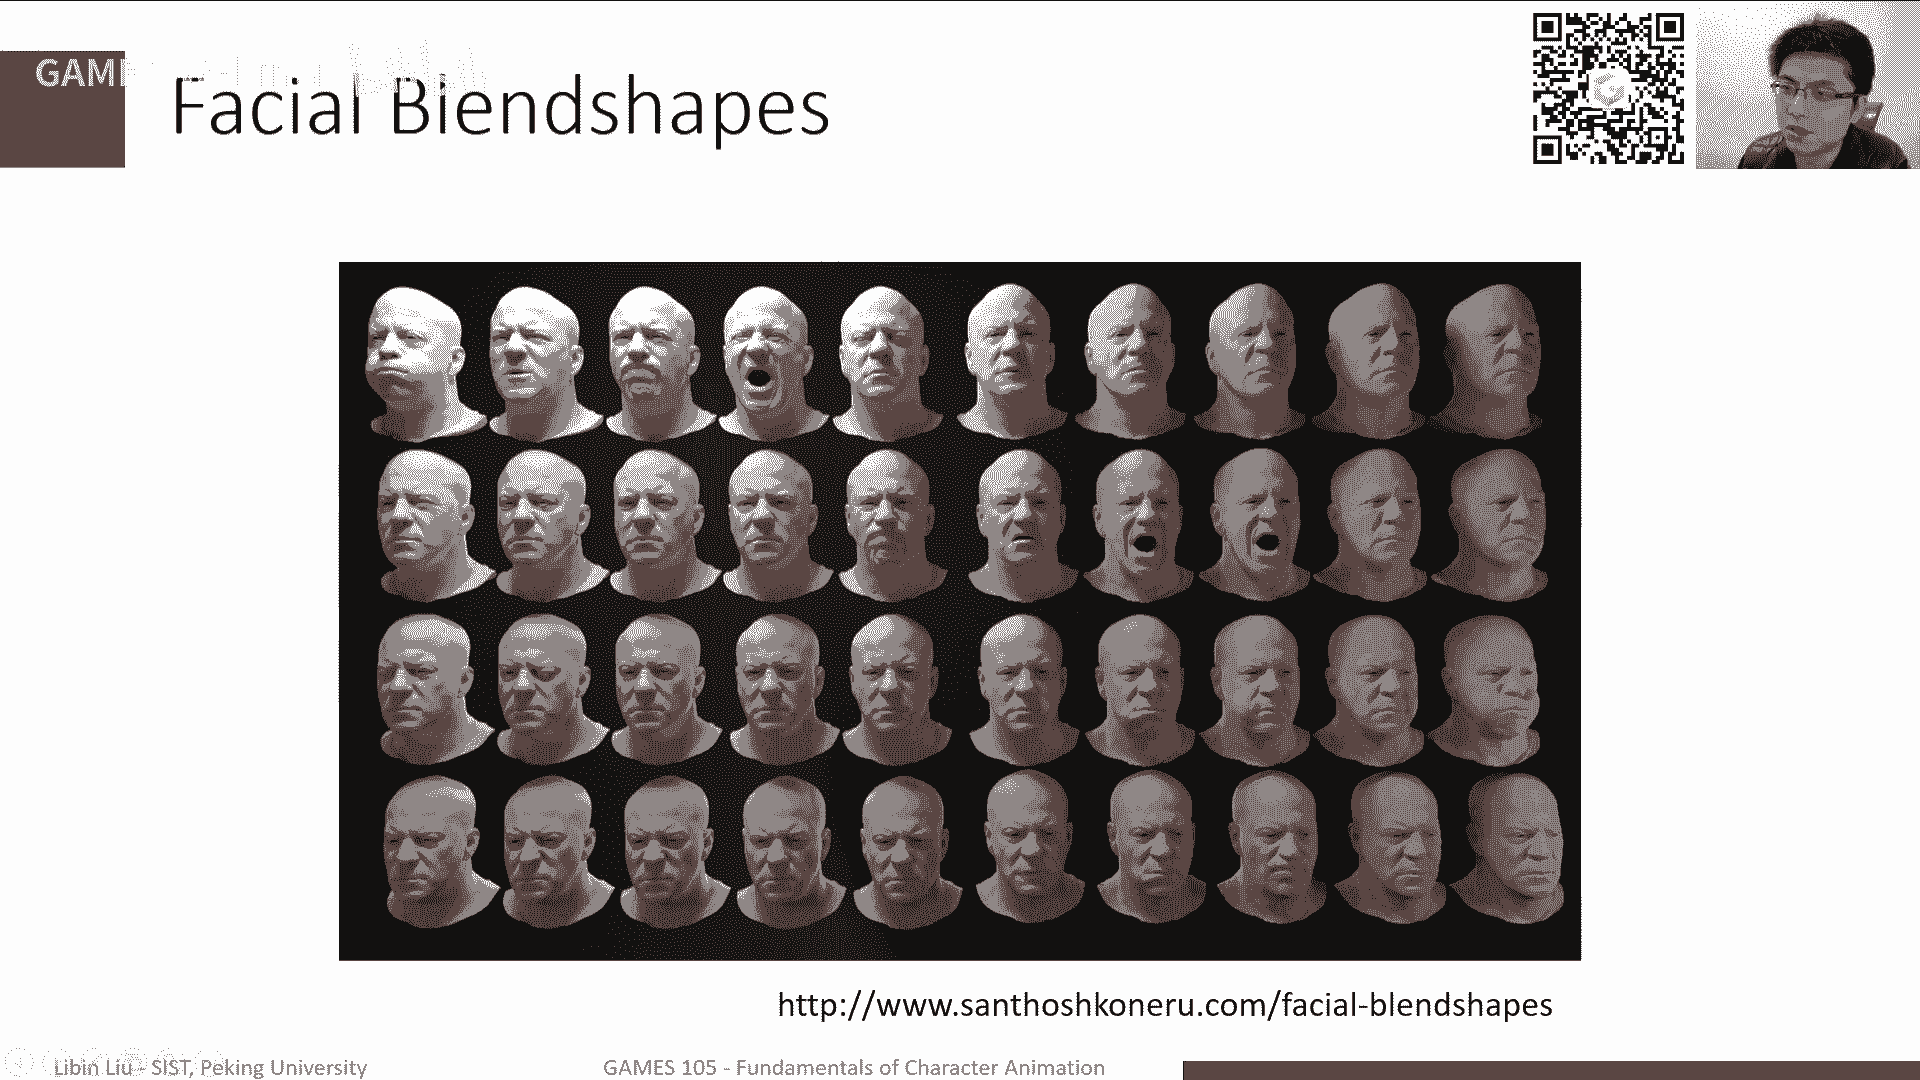 GAM
Facial Blendshapes
http://www.santhoshkoneru.com/facial-blendshapes
Libin Liu - SIST, Peking University
GAMES 105 - Fundamentals of Character Animation